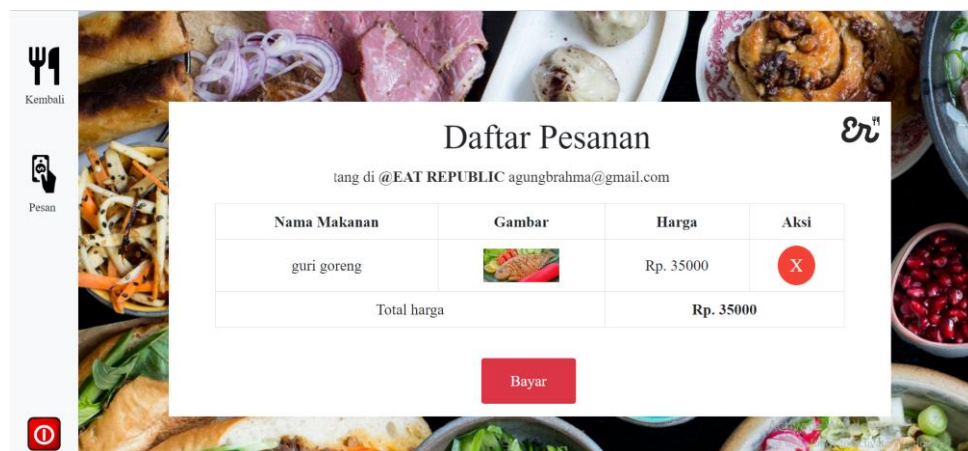 Kembali
Pesan
Daftar Pesanan
Er
tang di @EAT REPUBLIC agungbrahma@gmail.com
Nama Makanan Gambar Harga Aksi
guri goreng Rp. 35000 X
Total harga Rp. 35000
Bayar